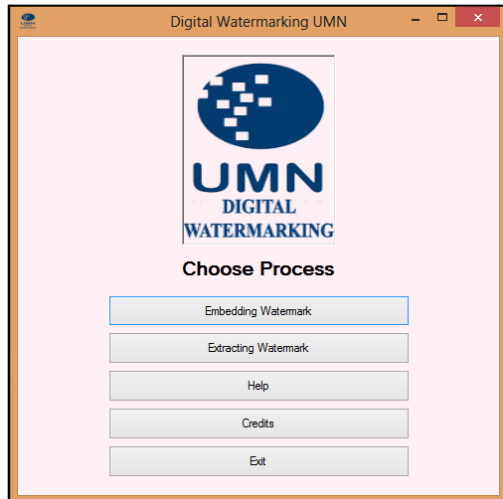 Digital Watermarking UMN
UMN
DIGITAL
WATERMARKING
Choose Process
Embedding Watermark
Extracting Watermark
Help
Credits
Exit